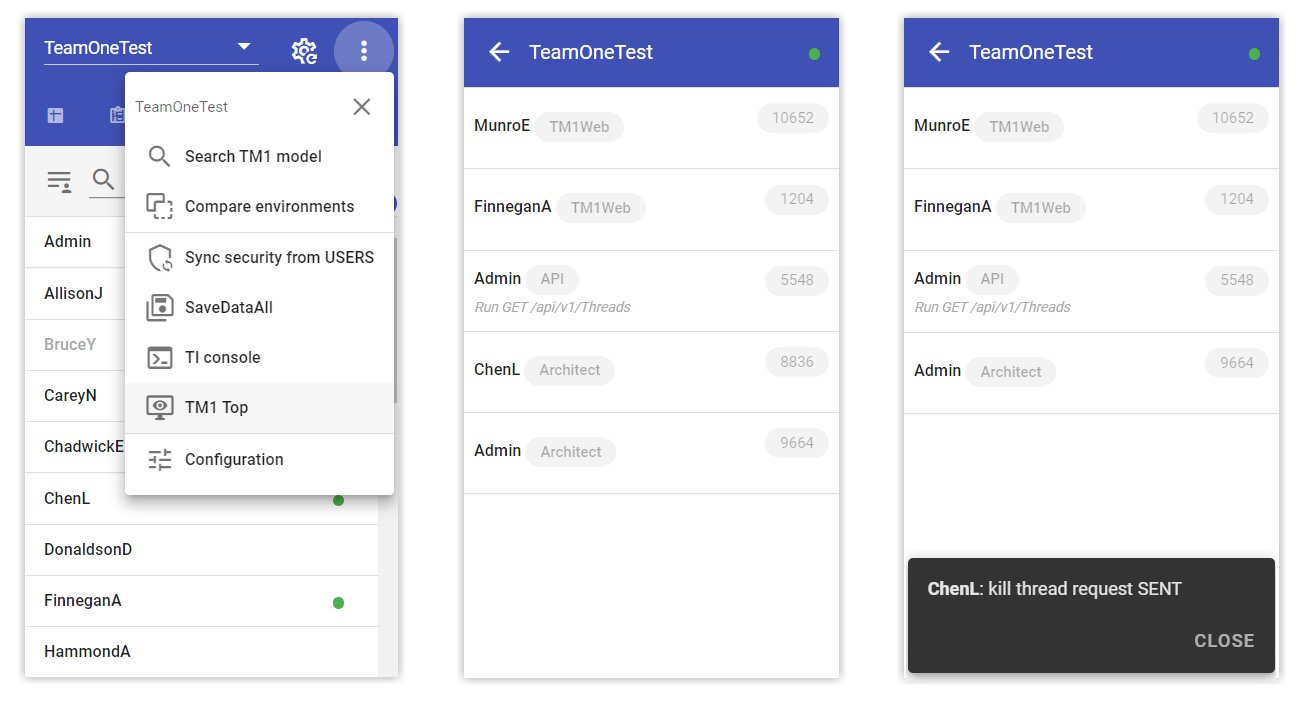 TeamOneTest
TeamOneTest
Search TM1 model
Compare environments
Sync security from USERS
SaveDataAll
TI console
TM1 Top
Configuration
Admin
AllisonJ
BruceY
CareyN
ChadwickE
ChenL
DonaldsonD
FinneganA
HammondA
TeamOneTest
MunroE TM1Web 10652
FinneganA TM1Web 1204
Admin API 5548
Run GET /api/v1/Threads
ChenL Architect 8836
Admin Architect 9664
TeamOneTest
MunroE TM1Web 10652
FinneganA TM1Web 1204
Admin API 5548
Run GET /api/v1/Threads
Admin Architect 9664
ChenL: kill thread request SENT
CLOSE